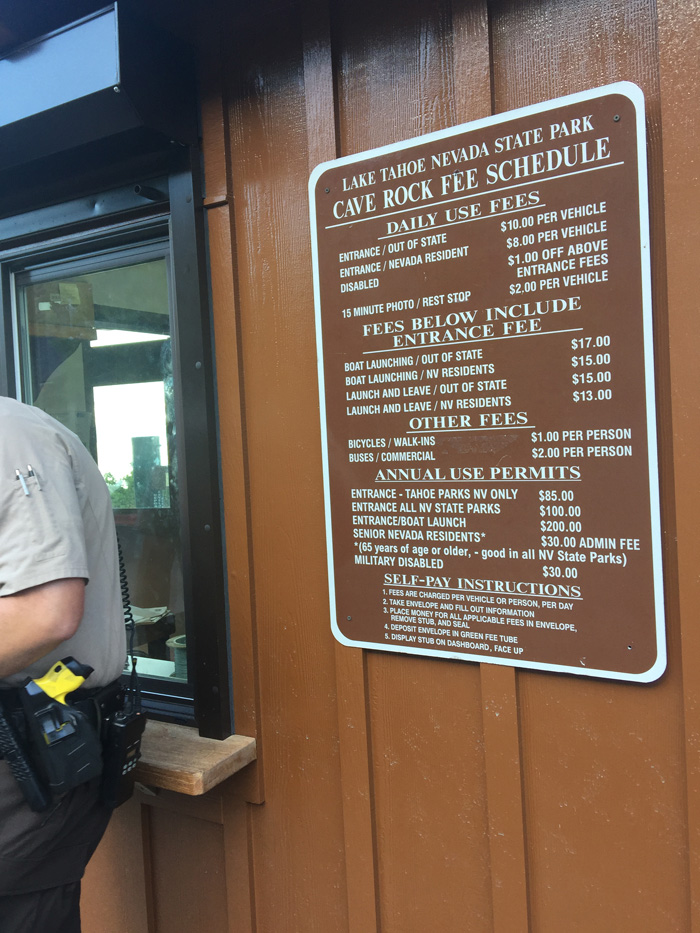 LAKE TAHOE NEVADA STATE PARK
CAVE ROCK FEE SCHEDULE
DAILY USE FEES
ENTRANCE / OUT OF STATE $10.00 PER VEHICLE
ENTRANCE / NEVADA RESIDENT $8.00 PER VEHICLE
DISABLED $1.00 OFF ABOVE
ENTRANCE FEES
15 MINUTE PHOTO / REST STOP $2.00 PER VEHICLE
FEES BELOW INCLUDE
ENTRANCE FEE
BOAT LAUNCHING / OUT OF STATE $17.00
BOAT LAUNCHING / NV RESIDENTS $15.00
LAUNCH AND LEAVE / OUT OF STATE $15.00
LAUNCH AND LEAVE / NV RESIDENTS $13.00
OTHER FEES
BICYCLES / WALK-INS $1.00 PER PERSON
BUSES / COMMERCIAL $2.00 PER PERSON
ANNUAL USE PERMITS
ENTRANCE - TAHOE PARKS NV ONLY $85.00
ENTRANCE ALL NV STATE PARKS $100.00
ENTRANCE/BOAT LAUNCH $200.00
SENIOR NEVADA RESIDENTS* $30.00 ADMIN FEE
*(65 years of age or older, - good in all NV State Parks)
MILITARY DISABLED $30.00
SELF-PAY INSTRUCTIONS
1. FEES ARE CHARGED PER VEHICLE OR PERSON, PER DAY
2. TAKE ENVELOPE AND FILL OUT INFORMATION
3. PLACE MONEY FOR ALL APPLICABLE FEES IN ENVELOPE,
REMOVE STUB, AND SEAL
4. DEPOSIT ENVELOPE IN GREEN FEE TUBE
5. DISPLAY STUB ON DASHBOARD, FACE UP